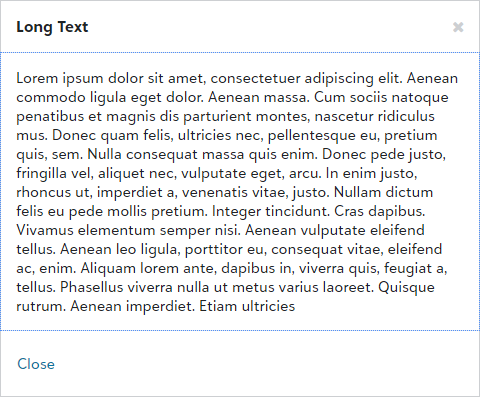 Long Text
Lorem ipsum dolor sit amet, consectetuer adipiscing elit. Aenean
commodo ligula eget dolor. Aenean massa. Cum sociis natoque
penatibus et magnis dis parturient montes, nascetur ridiculus
mus. Donec quam felis, ultricies nec, pellentesque eu, pretium
quis, sem. Nulla consequat massa quis enim. Donec pede justo,
fringilla vel, aliquet nec, vulputate eget, arcu. In enim justo,
rhoncus ut, imperdiet a, venenatis vitae, justo. Nullam dictum
felis eu pede mollis pretium. Integer tincidunt. Cras dapibus.
Vivamus elementum semper nisi. Aenean vulputate eleifend
tellus. Aenean leo ligula, porttitor eu, consequat vitae, eleifend
ac, enim. Aliquam lorem ante, dapibus in, viverra quis, feugiat a,
tellus. Phasellus viverra nulla ut metus varius laoreet. Quisque
rutrum. Aenean imperdiet. Etiam ultricies
Close